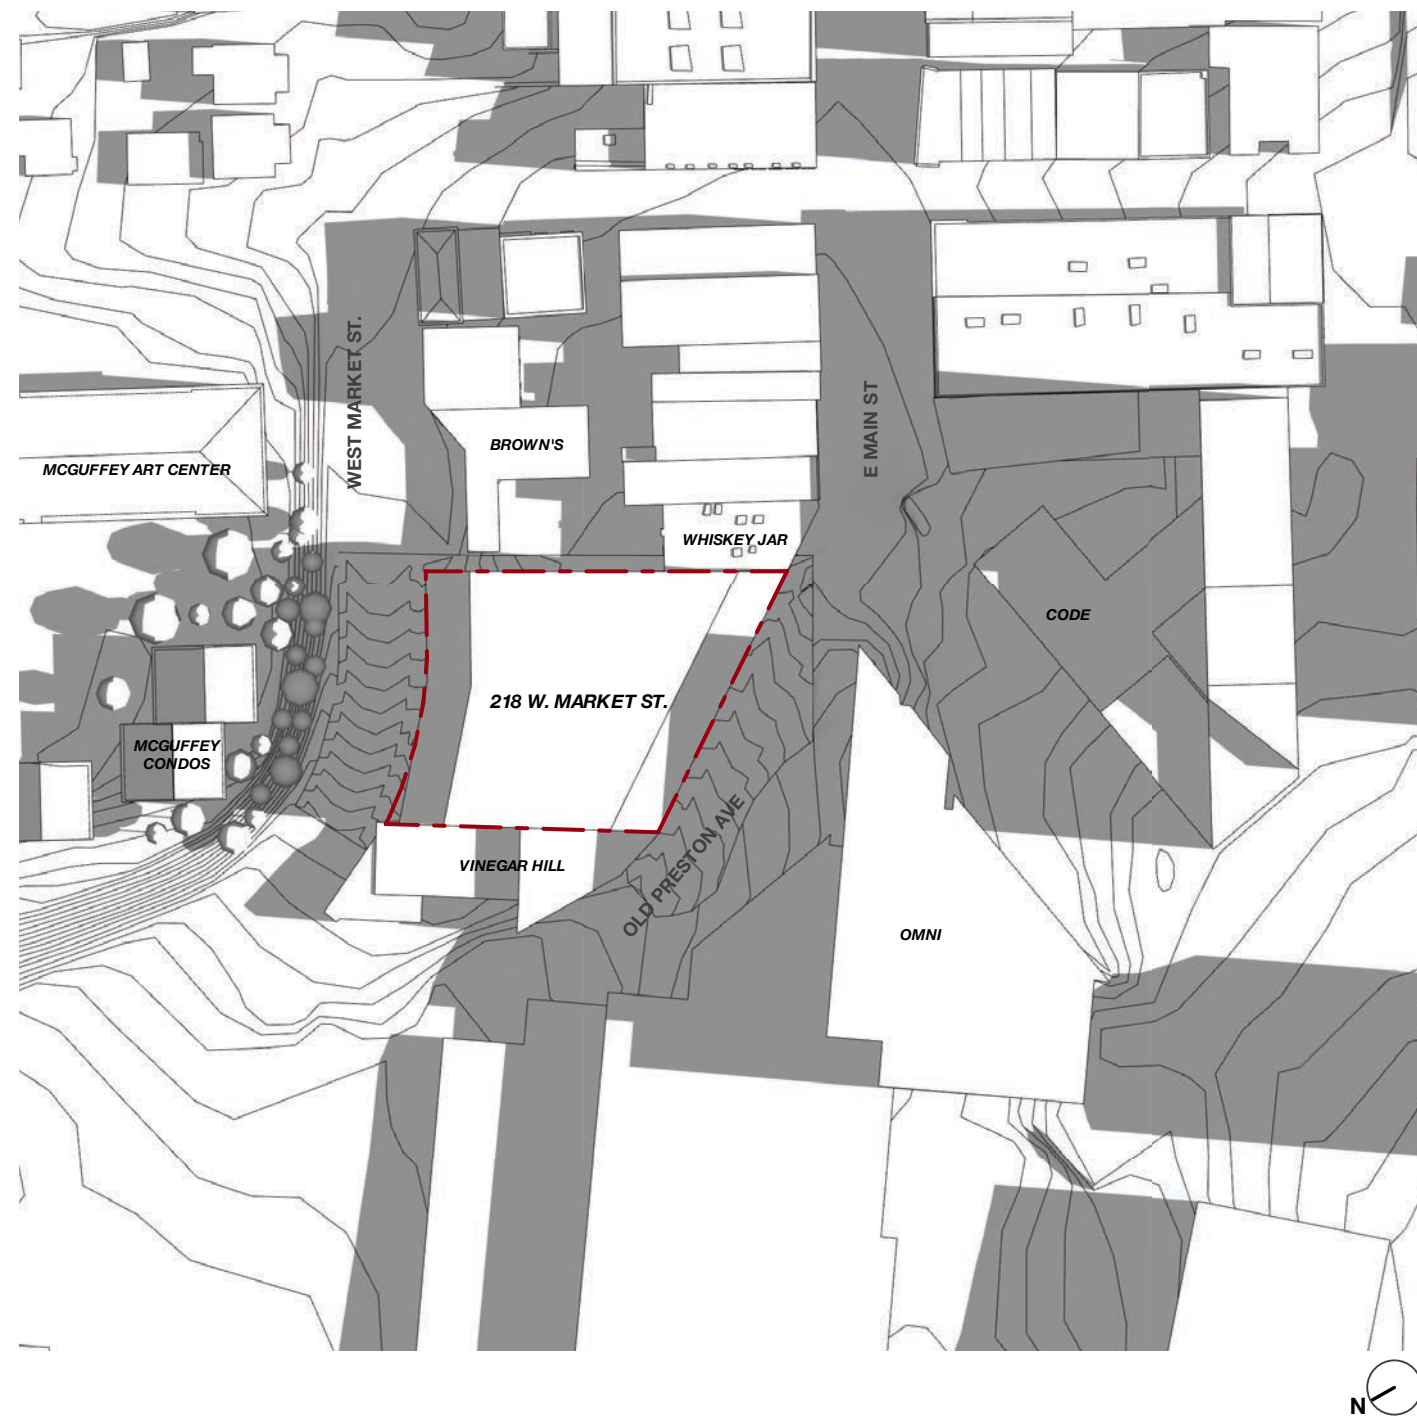 WEST MARKET ST.
E MAIN ST
BROWN'S
MCGUFFEY ART CENTER
WHISKEY JAR
CODE
218 W. MARKET ST.
MCGUFFEY
CONDOS
OLD PRESTON AVE
VINEGAR HILL
OMNI
N